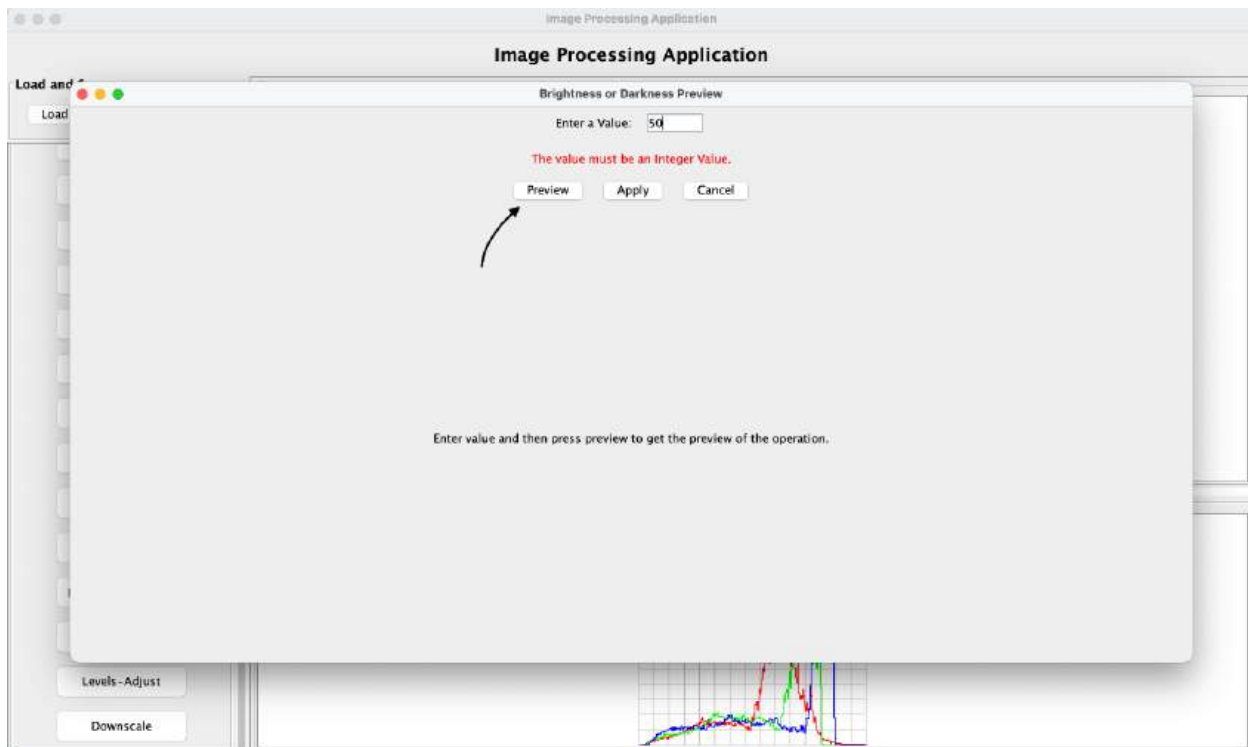 Image Processing Application
Image Processing Application
Load and
Load
Brightness or Darkness Preview
Enter a Value: 50
The value must be an Integer Value.
Preview Apply Cancel
Enter value and then press preview to get the preview of the operation.
Levels-Adjust
Downscale